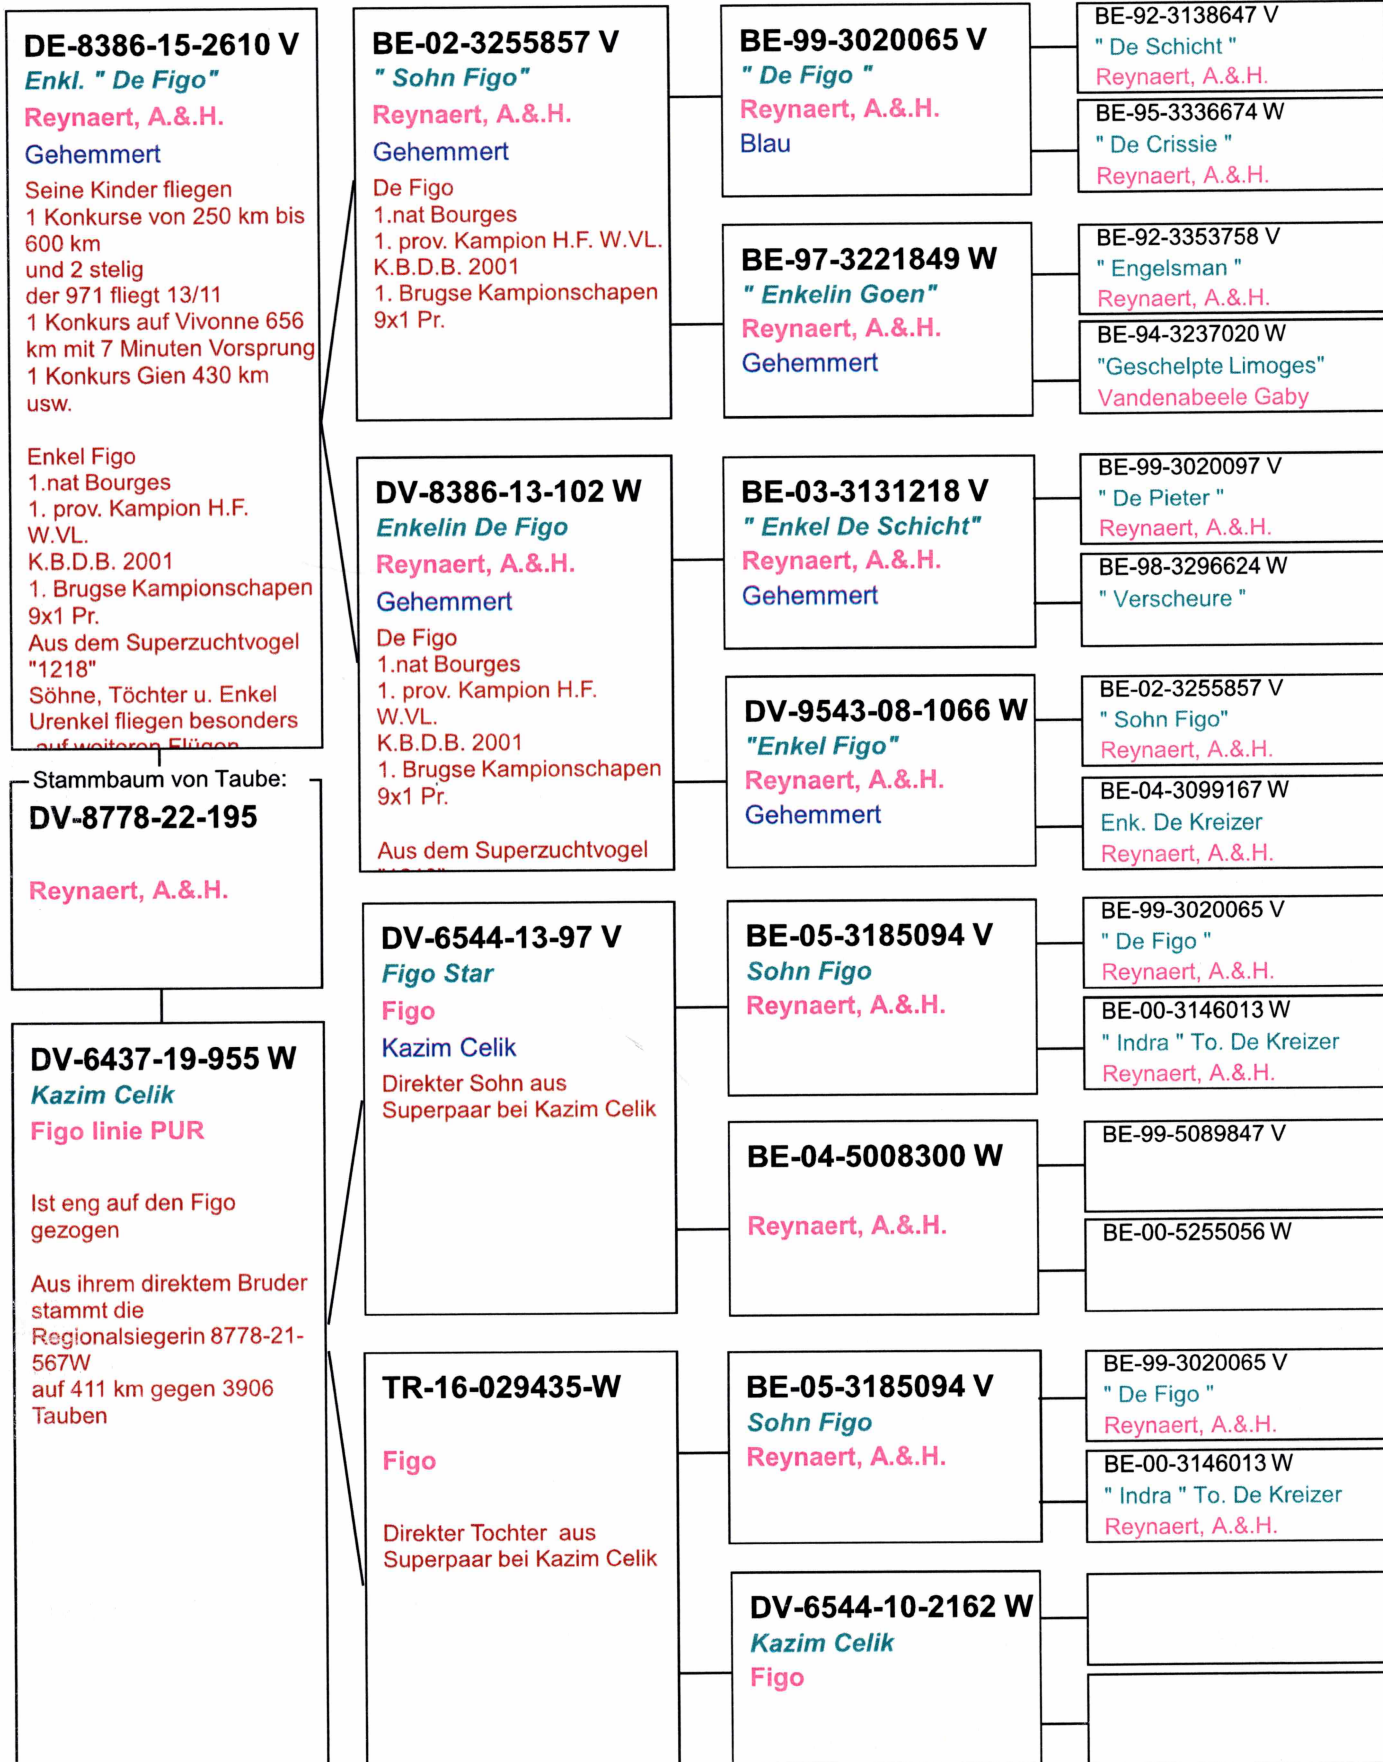 DE-8386-15-2610 V
Enkl. " De Figo"
Reynaert, A.&.H.
Gehemmert
Seine Kinder fliegen
1 Konkurse von 250 km bis
600 km
und 2 stelig
der 971 fliegt 13/11
1 Konkurs auf Vivonne 656
km mit 7 Minuten Vorsprung
1 Konkurs Gien 430 km
usw.
Enkel Figo
1.nat Bourges
1. prov. Kampion H.F.
W.VL.
K.B.D.B. 2001
1. Brugse Kampionschapen
9x1 Pr.
Aus dem Superzuchtvogel
"1218"
Söhne, Töchter u. Enkel
Urenkel fliegen besonders
auf weiteren Flügen
Stammbaum von Taube:
DV-8778-22-195
Reynaert, A.&.H.
DV-6437-19-955 W
Kazim Celik
Figo linie PUR
Ist eng auf den Figo
gezogen
Aus ihrem direktem Bruder
stammt die
Regionalsiegerin 8778-21-
567W
auf 411 km gegen 3906
Tauben
BE-02-3255857 V
" Sohn Figo"
Reynaert, A.&.H.
Gehemmert
De Figo
1.nat Bourges
1. prov. Kampion H.F. W.VL.
K.B.D.B. 2001
1. Brugse Kampionschapen
9x1 Pr.
DV-8386-13-102 W
Enkelin De Figo
Reynaert, A.&.H.
Gehemmert
De Figo
1.nat Bourges
1. prov. Kampion H.F.
W.VL.
K.B.D.B. 2001
1. Brugse Kampionschapen
9x1 Pr.
Aus dem Superzuchtvogel
DV-6544-13-97 V
Figo Star
Figo
Kazim Celik
Direkter Sohn aus
Superpaar bei Kazim Celik
TR-16-029435-W
Figo
Direkter Tochter aus
Superpaar bei Kazim Celik
BE-99-3020065 V
" De Figo "
Reynaert, A.&.H.
Blau
BE-97-3221849 W
" Enkelin Goen"
Reynaert, A.&.H.
Gehemmert
BE-03-3131218 V
" Enkel De Schicht"
Reynaert, A.&.H.
Gehemmert
DV-9543-08-1066 W
"Enkel Figo"
Reynaert, A.&.H.
Gehemmert
BE-05-3185094 V
Sohn Figo
Reynaert, A.&.H.
BE-04-5008300 W
Reynaert, A.&.H.
BE-05-3185094 V
Sohn Figo
Reynaert, A.&.H.
DV-6544-10-2162 W
Kazim Celik
Figo
BE-92-3138647 V
" De Schicht "
Reynaert, A.&.H.
BE-95-3336674 W
" De Crissie "
Reynaert, A.&.H.
BE-92-3353758 V
" Engelsman "
Reynaert, A.&.H.
BE-94-3237020 W
"Geschelpte Limoges"
Vandenabeele Gaby
BE-99-3020097 V
" De Pieter "
Reynaert, A.&.H.
BE-98-3296624 W
" Verscheure "
BE-02-3255857 V
" Sohn Figo"
Reynaert, A.&.H.
BE-04-3099167 W
Enk. De Kreizer
Reynaert, A.&.H.
BE-99-3020065 V
" De Figo "
Reynaert, A.&.H.
BE-00-3146013 W
" Indra " To. De Kreizer
Reynaert, A.&.H.
BE-99-5089847 V
BE-00-5255056 W
BE-99-3020065 V
" De Figo "
Reynaert, A.&.H.
BE-00-3146013 W
" Indra " To. De Kreizer
Reynaert, A.&.H.